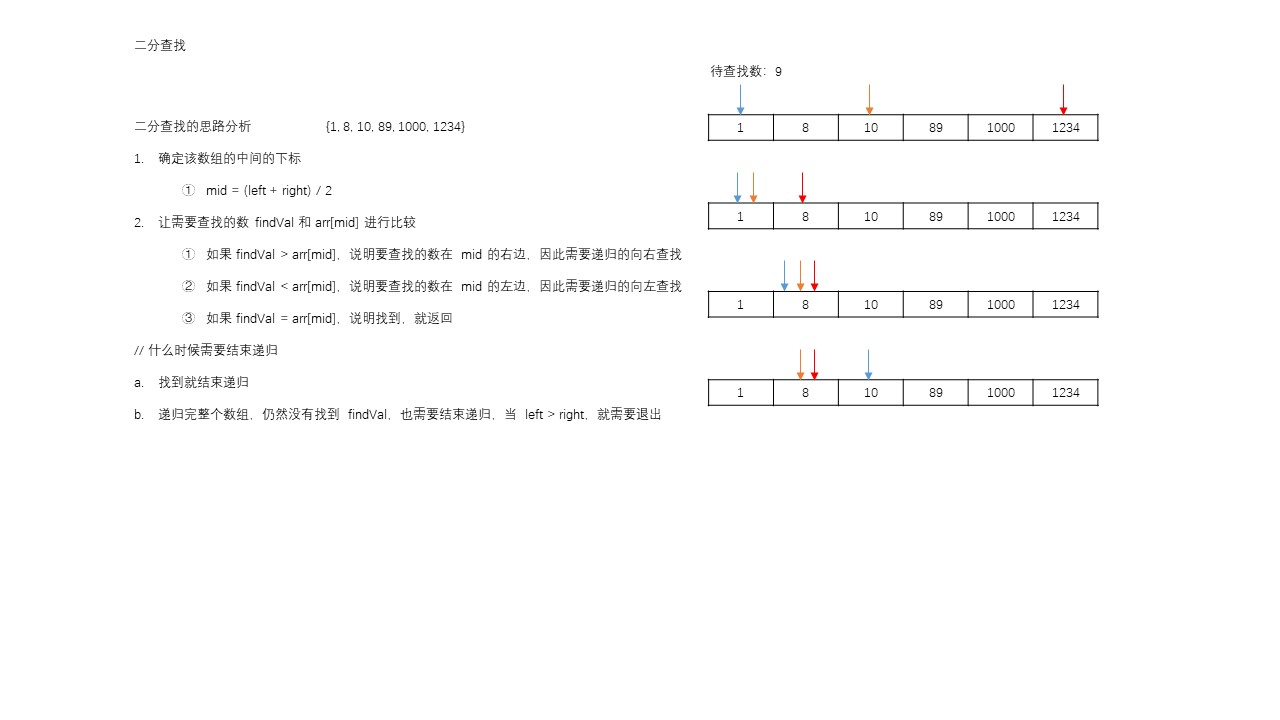 二分查找
二分查找的思路分析 {1, 8, 10, 89, 1000, 1234}
1. 确定该数组的中间的下标
① mid = (left + right) / 2
2. 让需要查找的数 findVal 和 arr[mid] 进行比较
① 如果 findVal > arr[mid]，说明要查找的数在 mid 的右边，因此需要递归的向右查找
② 如果 findVal < arr[mid]，说明要查找的数在 mid 的左边，因此需要递归的向左查找
③ 如果 findVal = arr[mid]，说明找到，就返回
// 什么时候需要结束递归
a. 找到就结束递归
b. 递归完整个数组，仍然没有找到 findVal，也需要结束递归，当 left > right，就需要退出
待查找数：9
1 8 10 89 1000 1234
1 8 10 89 1000 1234
1 8 10 89 1000 1234
1 8 10 89 1000 1234